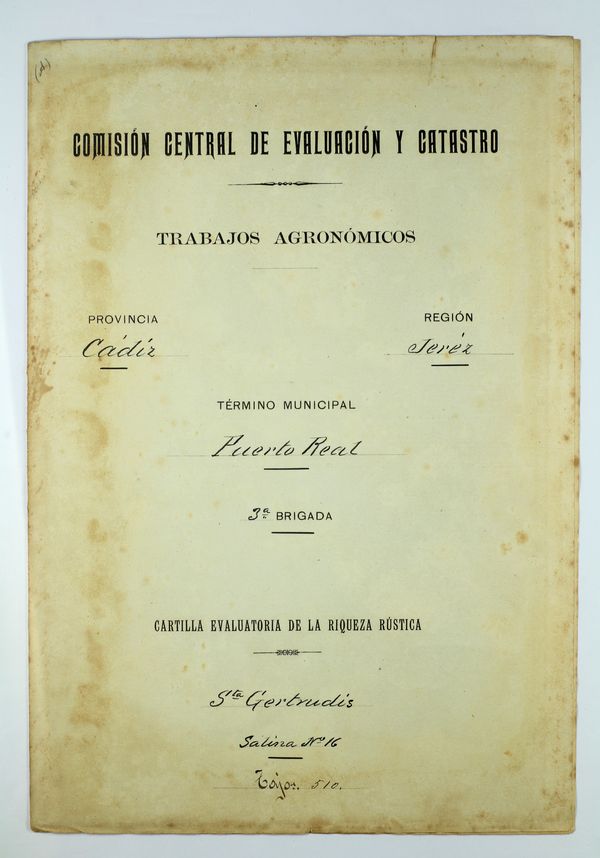 (d.)
COMISIÓN CENTRAL DE EVALUACIÓN Y CATASTRO
TRABAJOS AGRONÓMICOS
PROVINCIA
Cádiz
REGIÓN
Jeréz
TÉRMINO MUNICIPAL
Puerto Real
3ª BRIGADA
CARTILLA EVALUATORIA DE LA RIQUEZA RÚSTICA
Sta Gertrudis
Salina Nº 16
Tajos. 510.